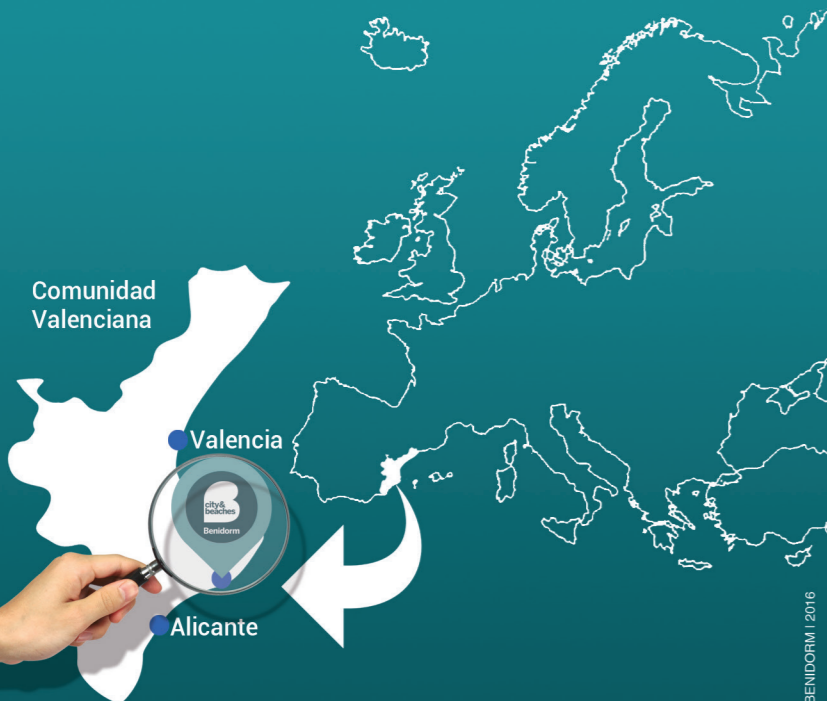 Comunidad
Valenciana
Valencia
city&
beaches
Benidorm
Alicante
BENIDORM | 2016